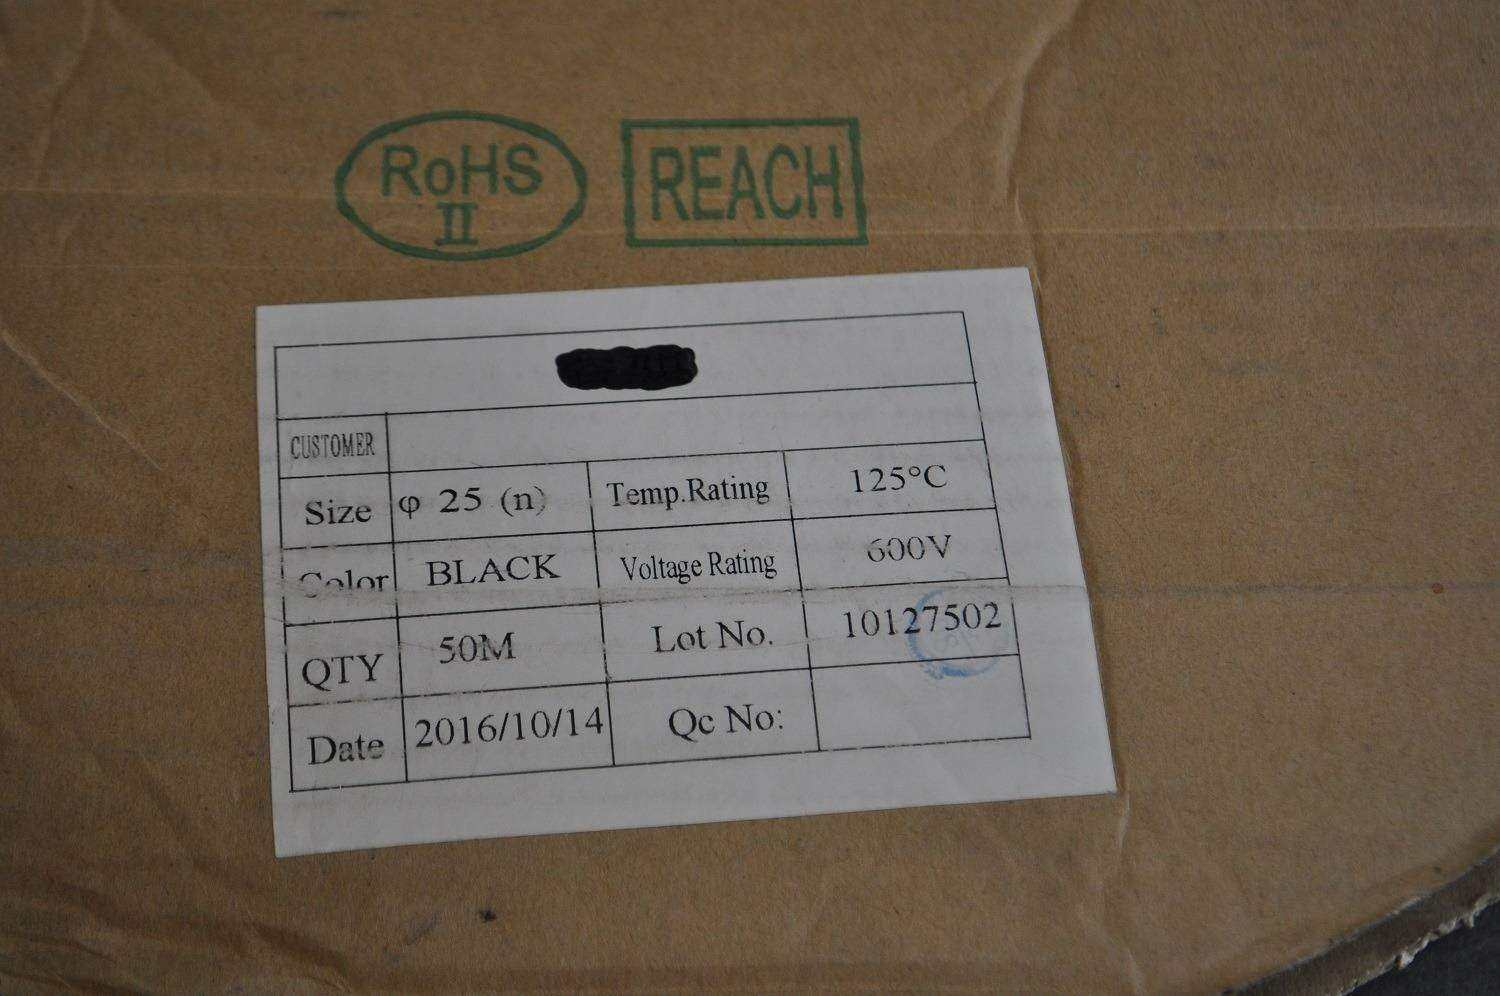 RoHS
II
REACH
CUSTOMER
Size φ 25 (n) Temp.Rating 125°C
Color BLACK Voltage Rating 600V
QTY 50M Lot No. 10127502
Date 2016/10/14 Qc No: